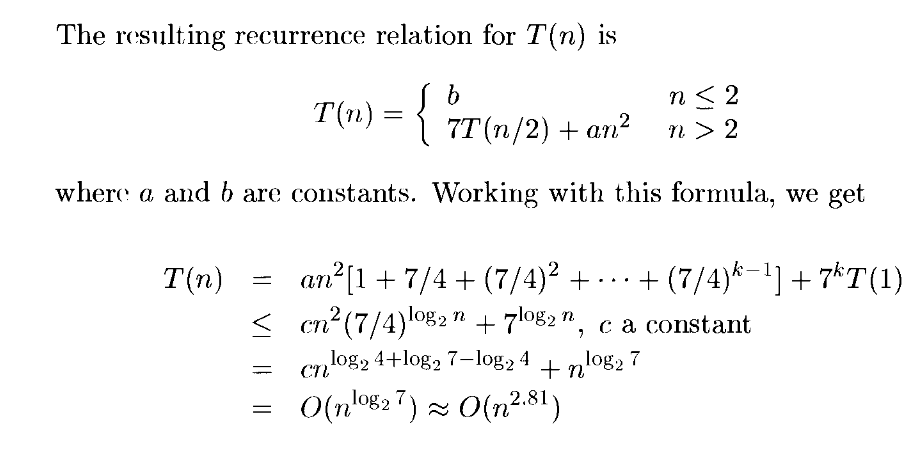 The resulting recurrence relation for T(n) is
T(n) = { b n ≤ 2
7T(n/2) + an² n > 2
where a and b are constants. Working with this formula, we get
T(n) = an²[1 + 7/4 + (7/4)² + ··· + (7/4)^{k−1}] + 7^k T(1)
≤ cn²(7/4)^{log₂ n} + 7^{log₂ n}, c a constant
= cn^{log₂ 4+log₂ 7−log₂ 4} + n^{log₂ 7}
= O(n^{log₂ 7}) ≈ O(n^{2.81})